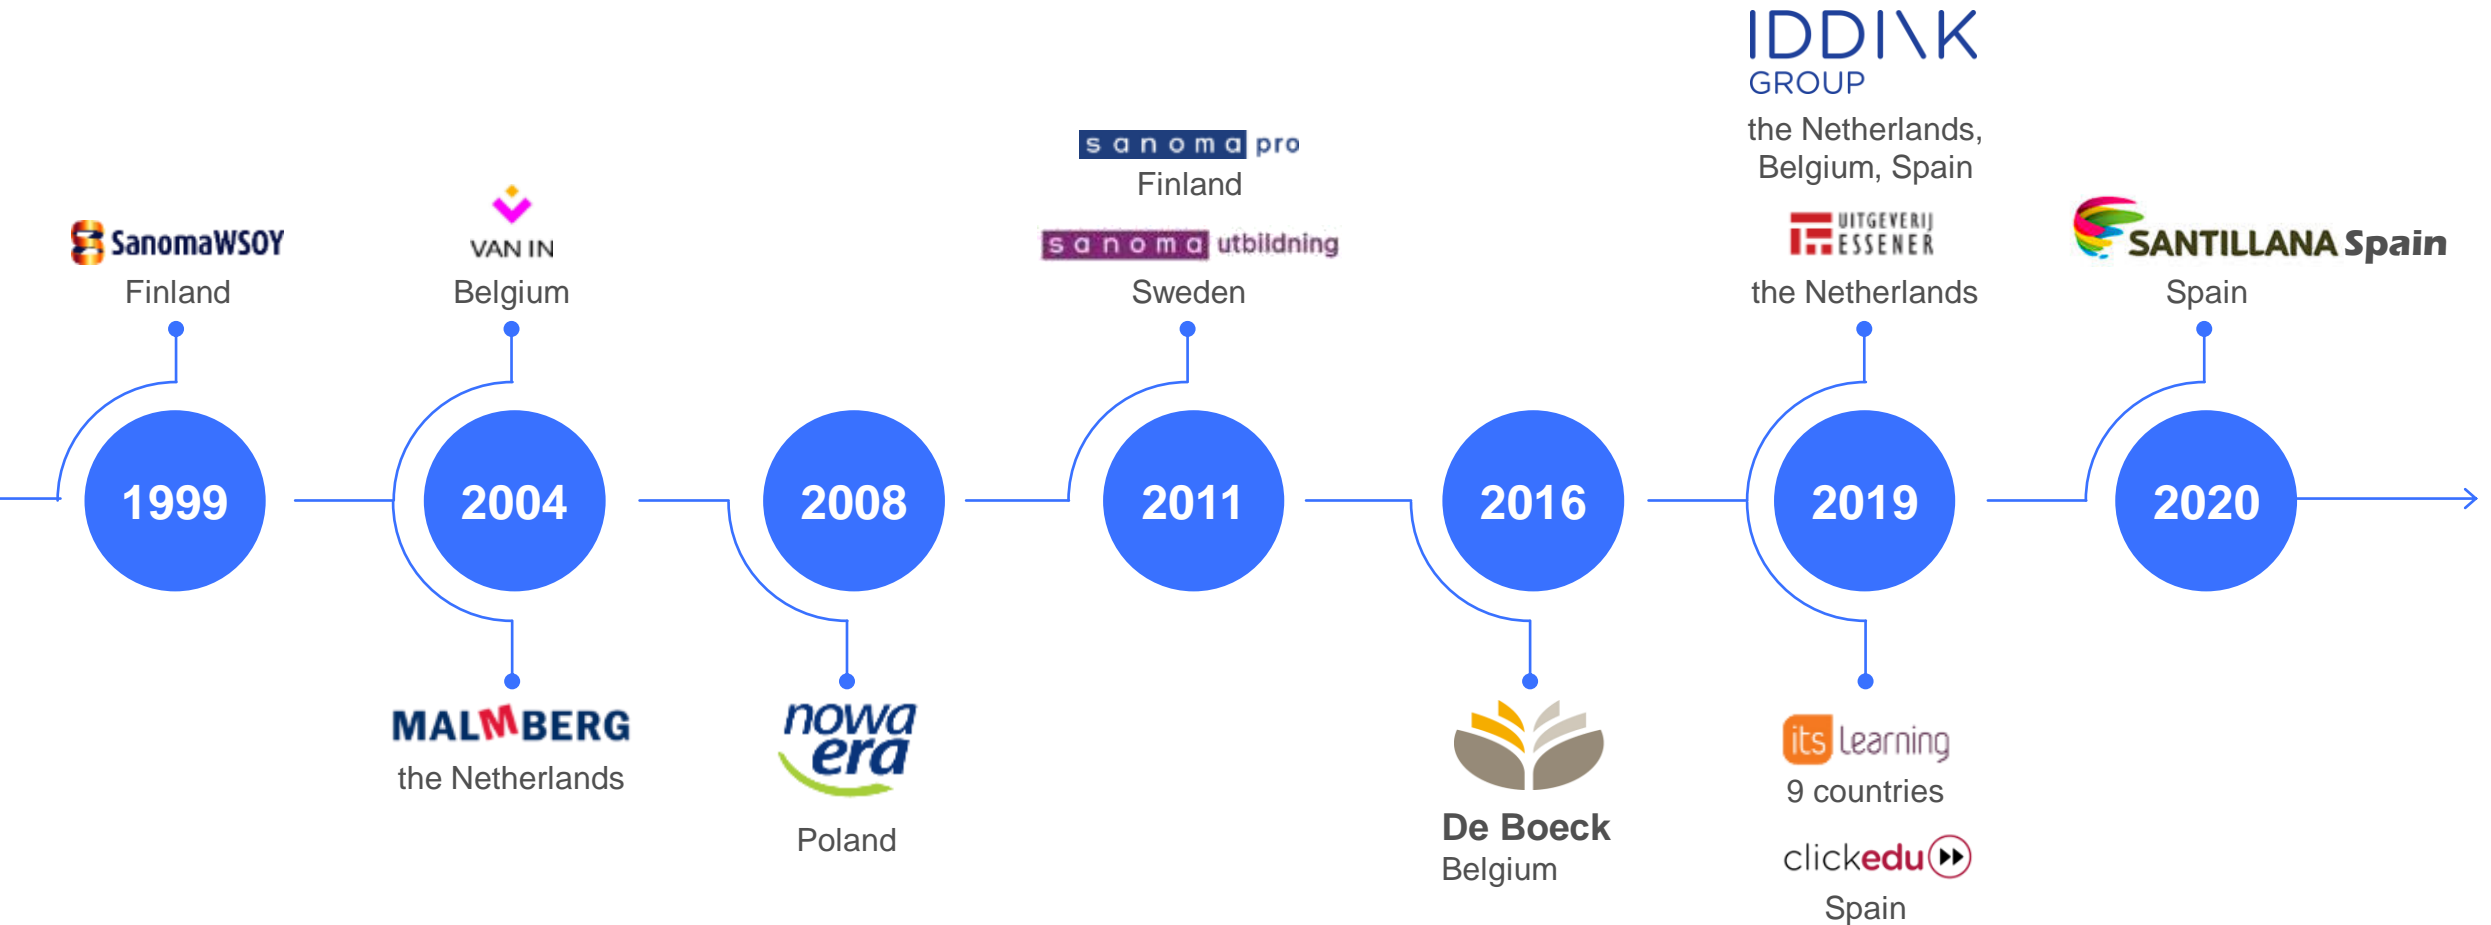 SanomaWSOY
Finland
1999
VAN IN
Belgium
2004
MALMBERG
the Netherlands
2008
nowa
era
Poland
sanoma pro
Finland
sanoma utbildning
Sweden
2011
2016
De Boeck
Belgium
IDDINK
GROUP
the Netherlands,
Belgium, Spain
UITGEVERIJ
ESSENER
the Netherlands
2019
its learning
9 countries
clickedu
Spain
SANTILLANA Spain
Spain
2020